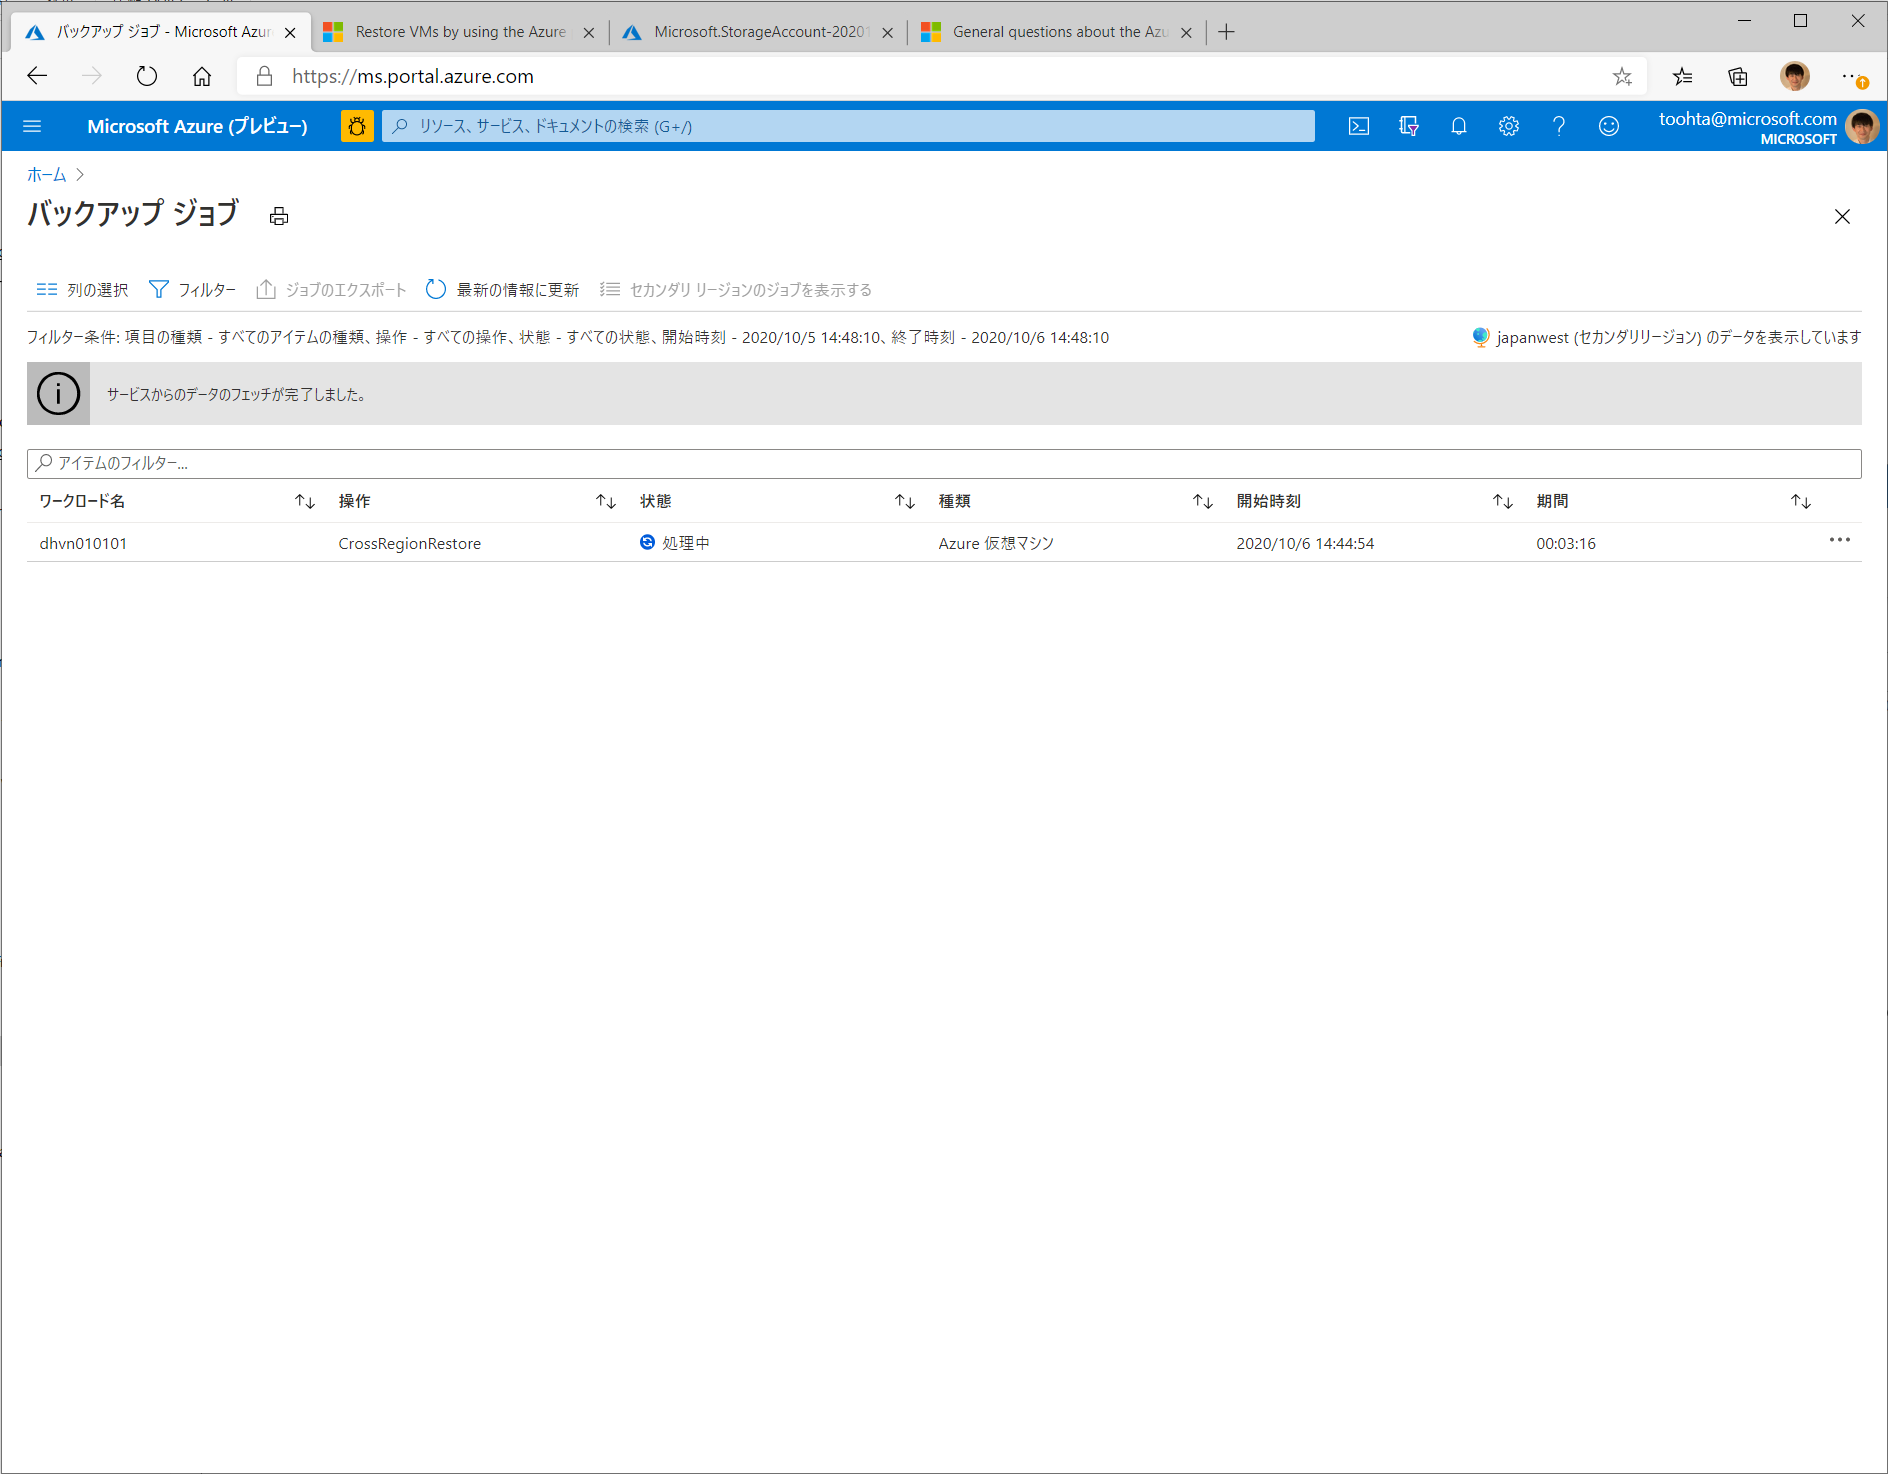 バックアップ ジョブ - Microsoft Azur
Restore VMs by using the Azure
Microsoft.StorageAccount-20201
General questions about the Azu
https://ms.portal.azure.com
Microsoft Azure (プレビュー)
リソース、サービス、ドキュメントの検索 (G+/)
toohta@microsoft.com
MICROSOFT
ホーム
バックアップ ジョブ
列の選択 フィルター ジョブのエクスポート 最新の情報に更新 セカンダリ リージョンのジョブを表示する
フィルター条件: 項目の種類 - すべてのアイテムの種類、操作 - すべての操作、状態 - すべての状態、開始時刻 - 2020/10/5 14:48:10、終了時刻 - 2020/10/6 14:48:10
japanwest (セカンダリリージョン) のデータを表示しています
サービスからのデータのフェッチが完了しました。
アイテムのフィルター...
ワークロード名 操作 状態 種類 開始時刻 期間
dhvn010101 CrossRegionRestore 処理中 Azure 仮想マシン 2020/10/6 14:44:54 00:03:16